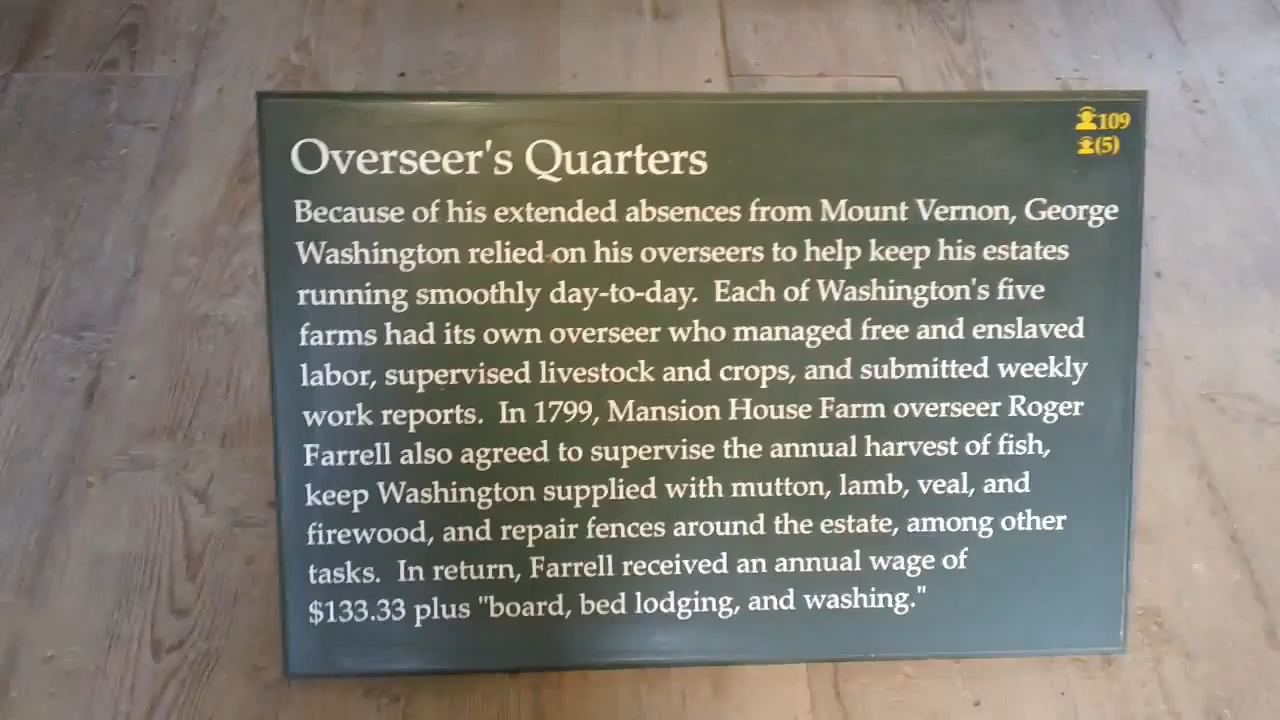 109
(5)
Overseer's Quarters
Because of his extended absences from Mount Vernon, George
Washington relied on his overseers to help keep his estates
running smoothly day-to-day. Each of Washington's five
farms had its own overseer who managed free and enslaved
labor, supervised livestock and crops, and submitted weekly
work reports. In 1799, Mansion House Farm overseer Roger
Farrell also agreed to supervise the annual harvest of fish,
keep Washington supplied with mutton, lamb, veal, and
firewood, and repair fences around the estate, among other
tasks. In return, Farrell received an annual wage of
$133.33 plus "board, bed lodging, and washing."